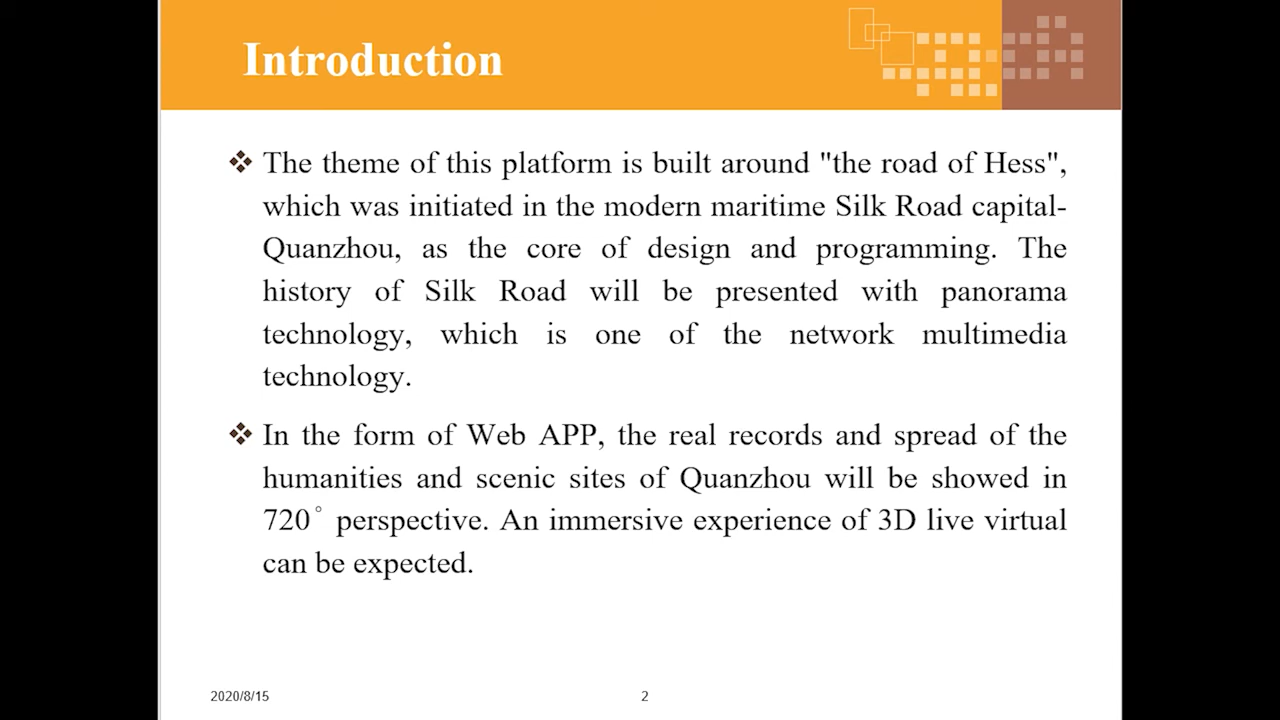 Introduction
The theme of this platform is built around "the road of Hess",
which was initiated in the modern maritime Silk Road capital-
Quanzhou, as the core of design and programming. The
history of Silk Road will be presented with panorama
technology, which is one of the network multimedia
technology.
In the form of Web APP, the real records and spread of the
humanities and scenic sites of Quanzhou will be showed in
720° perspective. An immersive experience of 3D live virtual
can be expected.
2020/8/15
2